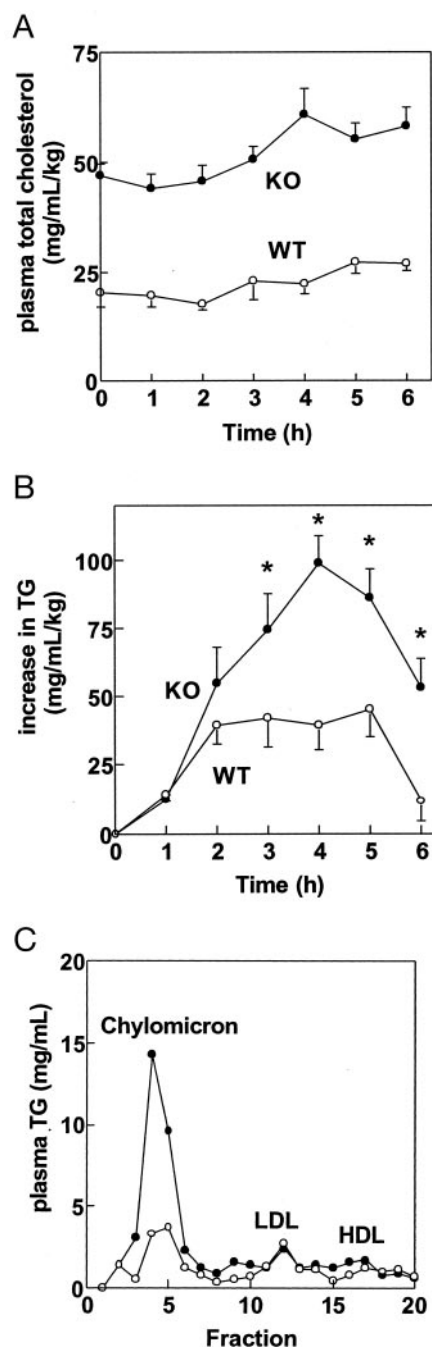 A
75
50
25
0
plasma total cholesterol
(mg/mL/kg)
KO
WT
0 1 2 3 4 5 6
Time (h)
B
100
75
50
25
0
increase in TG
(mg/mL/kg)
* * * *
KO
WT
0 1 2 3 4 5 6
Time (h)
C
20
15
10
5
0
plasma TG (mg/mL)
Chylomicron
LDL
HDL
0 5 10 15 20
Fraction